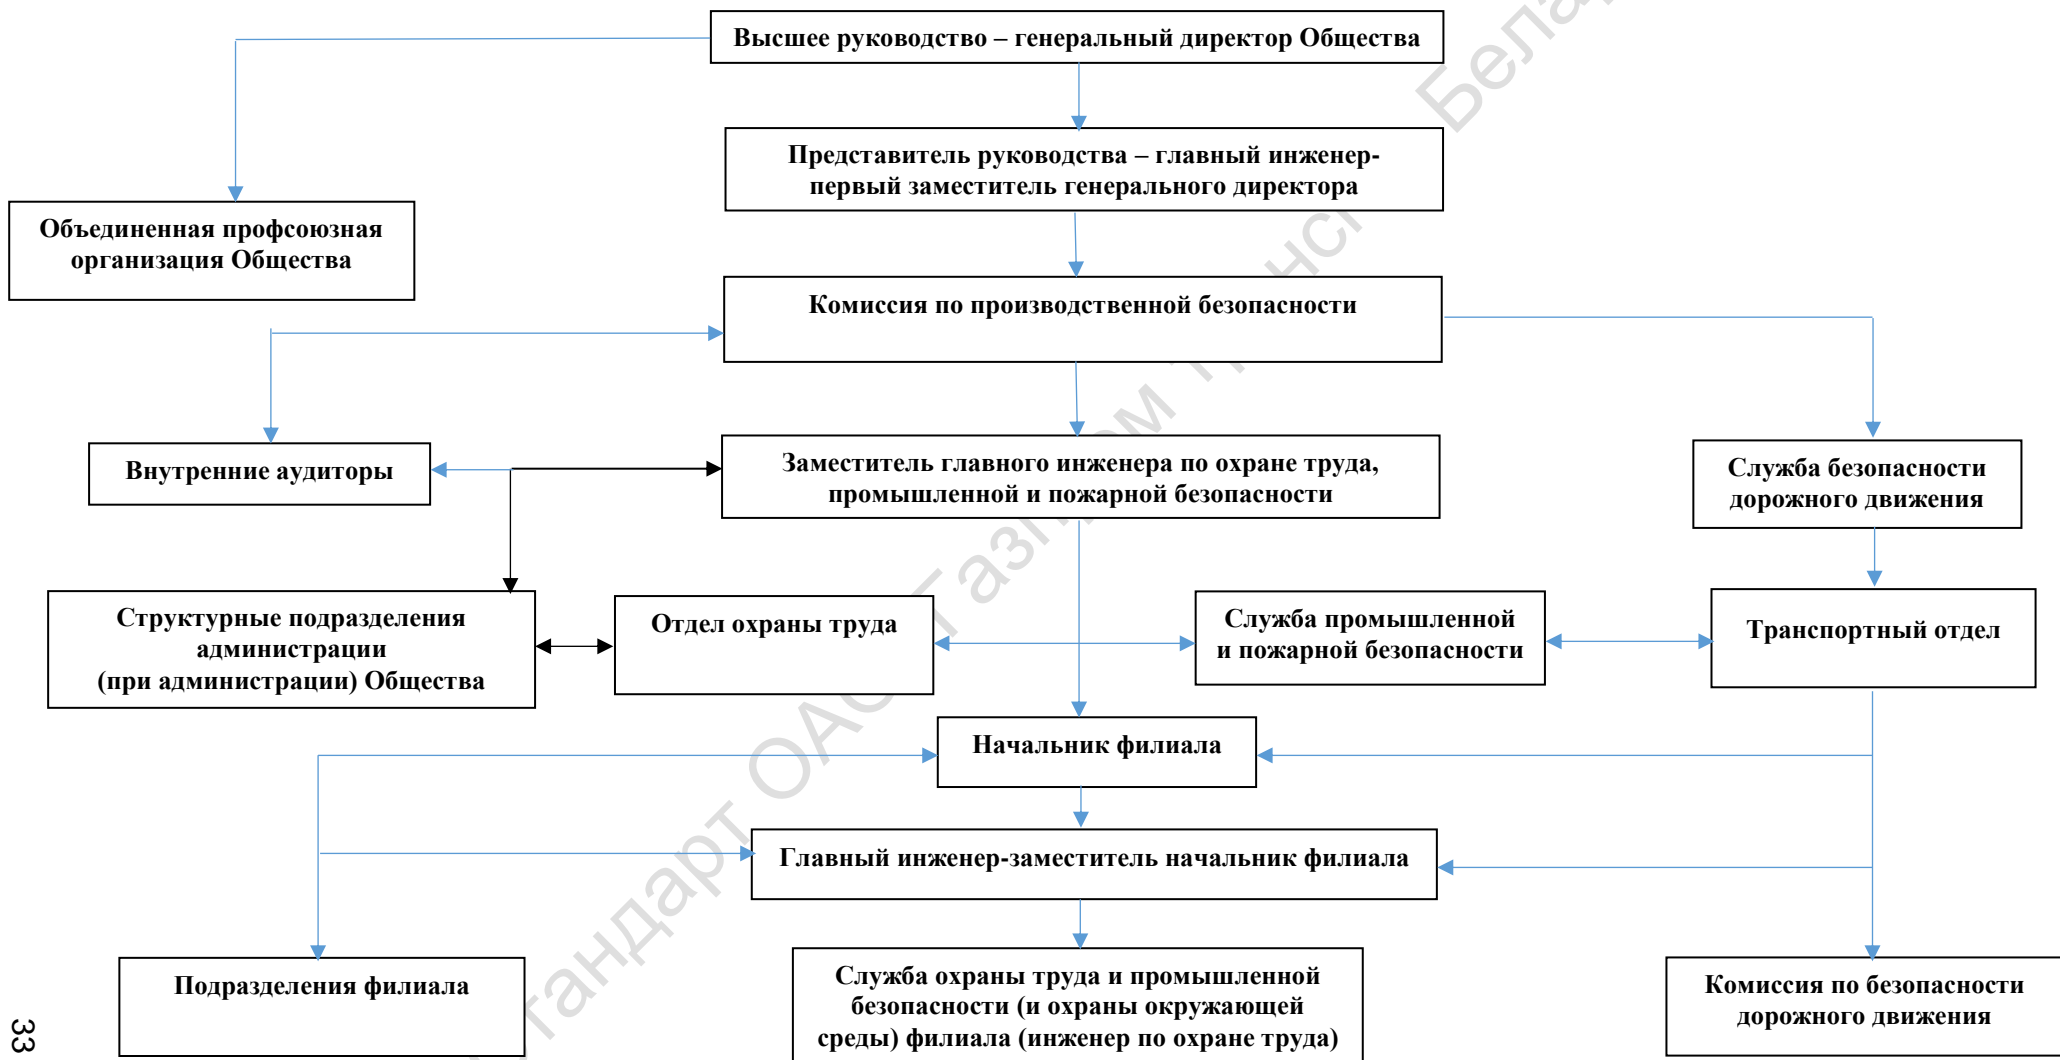 Высшее руководство – генеральный директор Общества
Представитель руководства – главный инженер-
первый заместитель генерального директора
Объединенная профсоюзная
организация Общества
Комиссия по производственной безопасности
Внутренние аудиторы
Заместитель главного инженера по охране труда,
промышленной и пожарной безопасности
Служба безопасности
дорожного движения
Структурные подразделения
администрации
(при администрации) Общества
Отдел охраны труда
Служба промышленной
и пожарной безопасности
Транспортный отдел
Начальник филиала
Главный инженер-заместитель начальник филиала
Подразделения филиала
Служба охраны труда и промышленной
безопасности (и охраны окружающей
среды) филиала (инженер по охране труда)
Комиссия по безопасности
дорожного движения
33